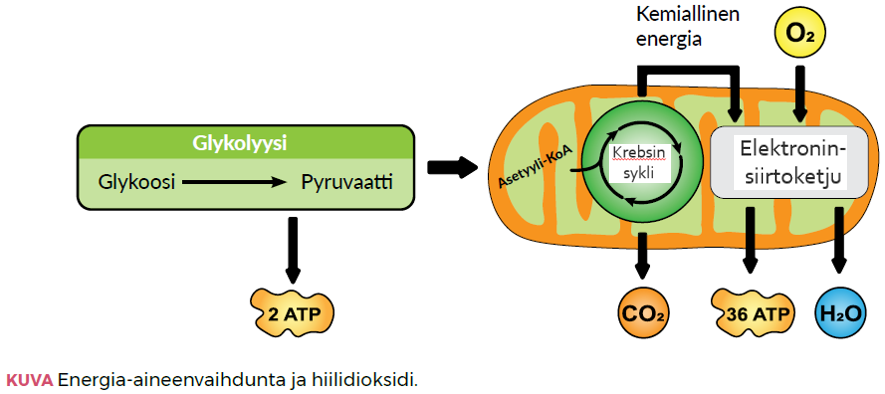 Kemiallinen
energia
O₂
Glykolyysi
Glykoosi
Pyruvaatti
Asetyyli-KoA
Krebsin
sykli
Elektronin-
siirtoketju
2 ATP
CO₂
36 ATP
H₂O
KUVA Energia-aineenvaihdunta ja hiilidioksidi.